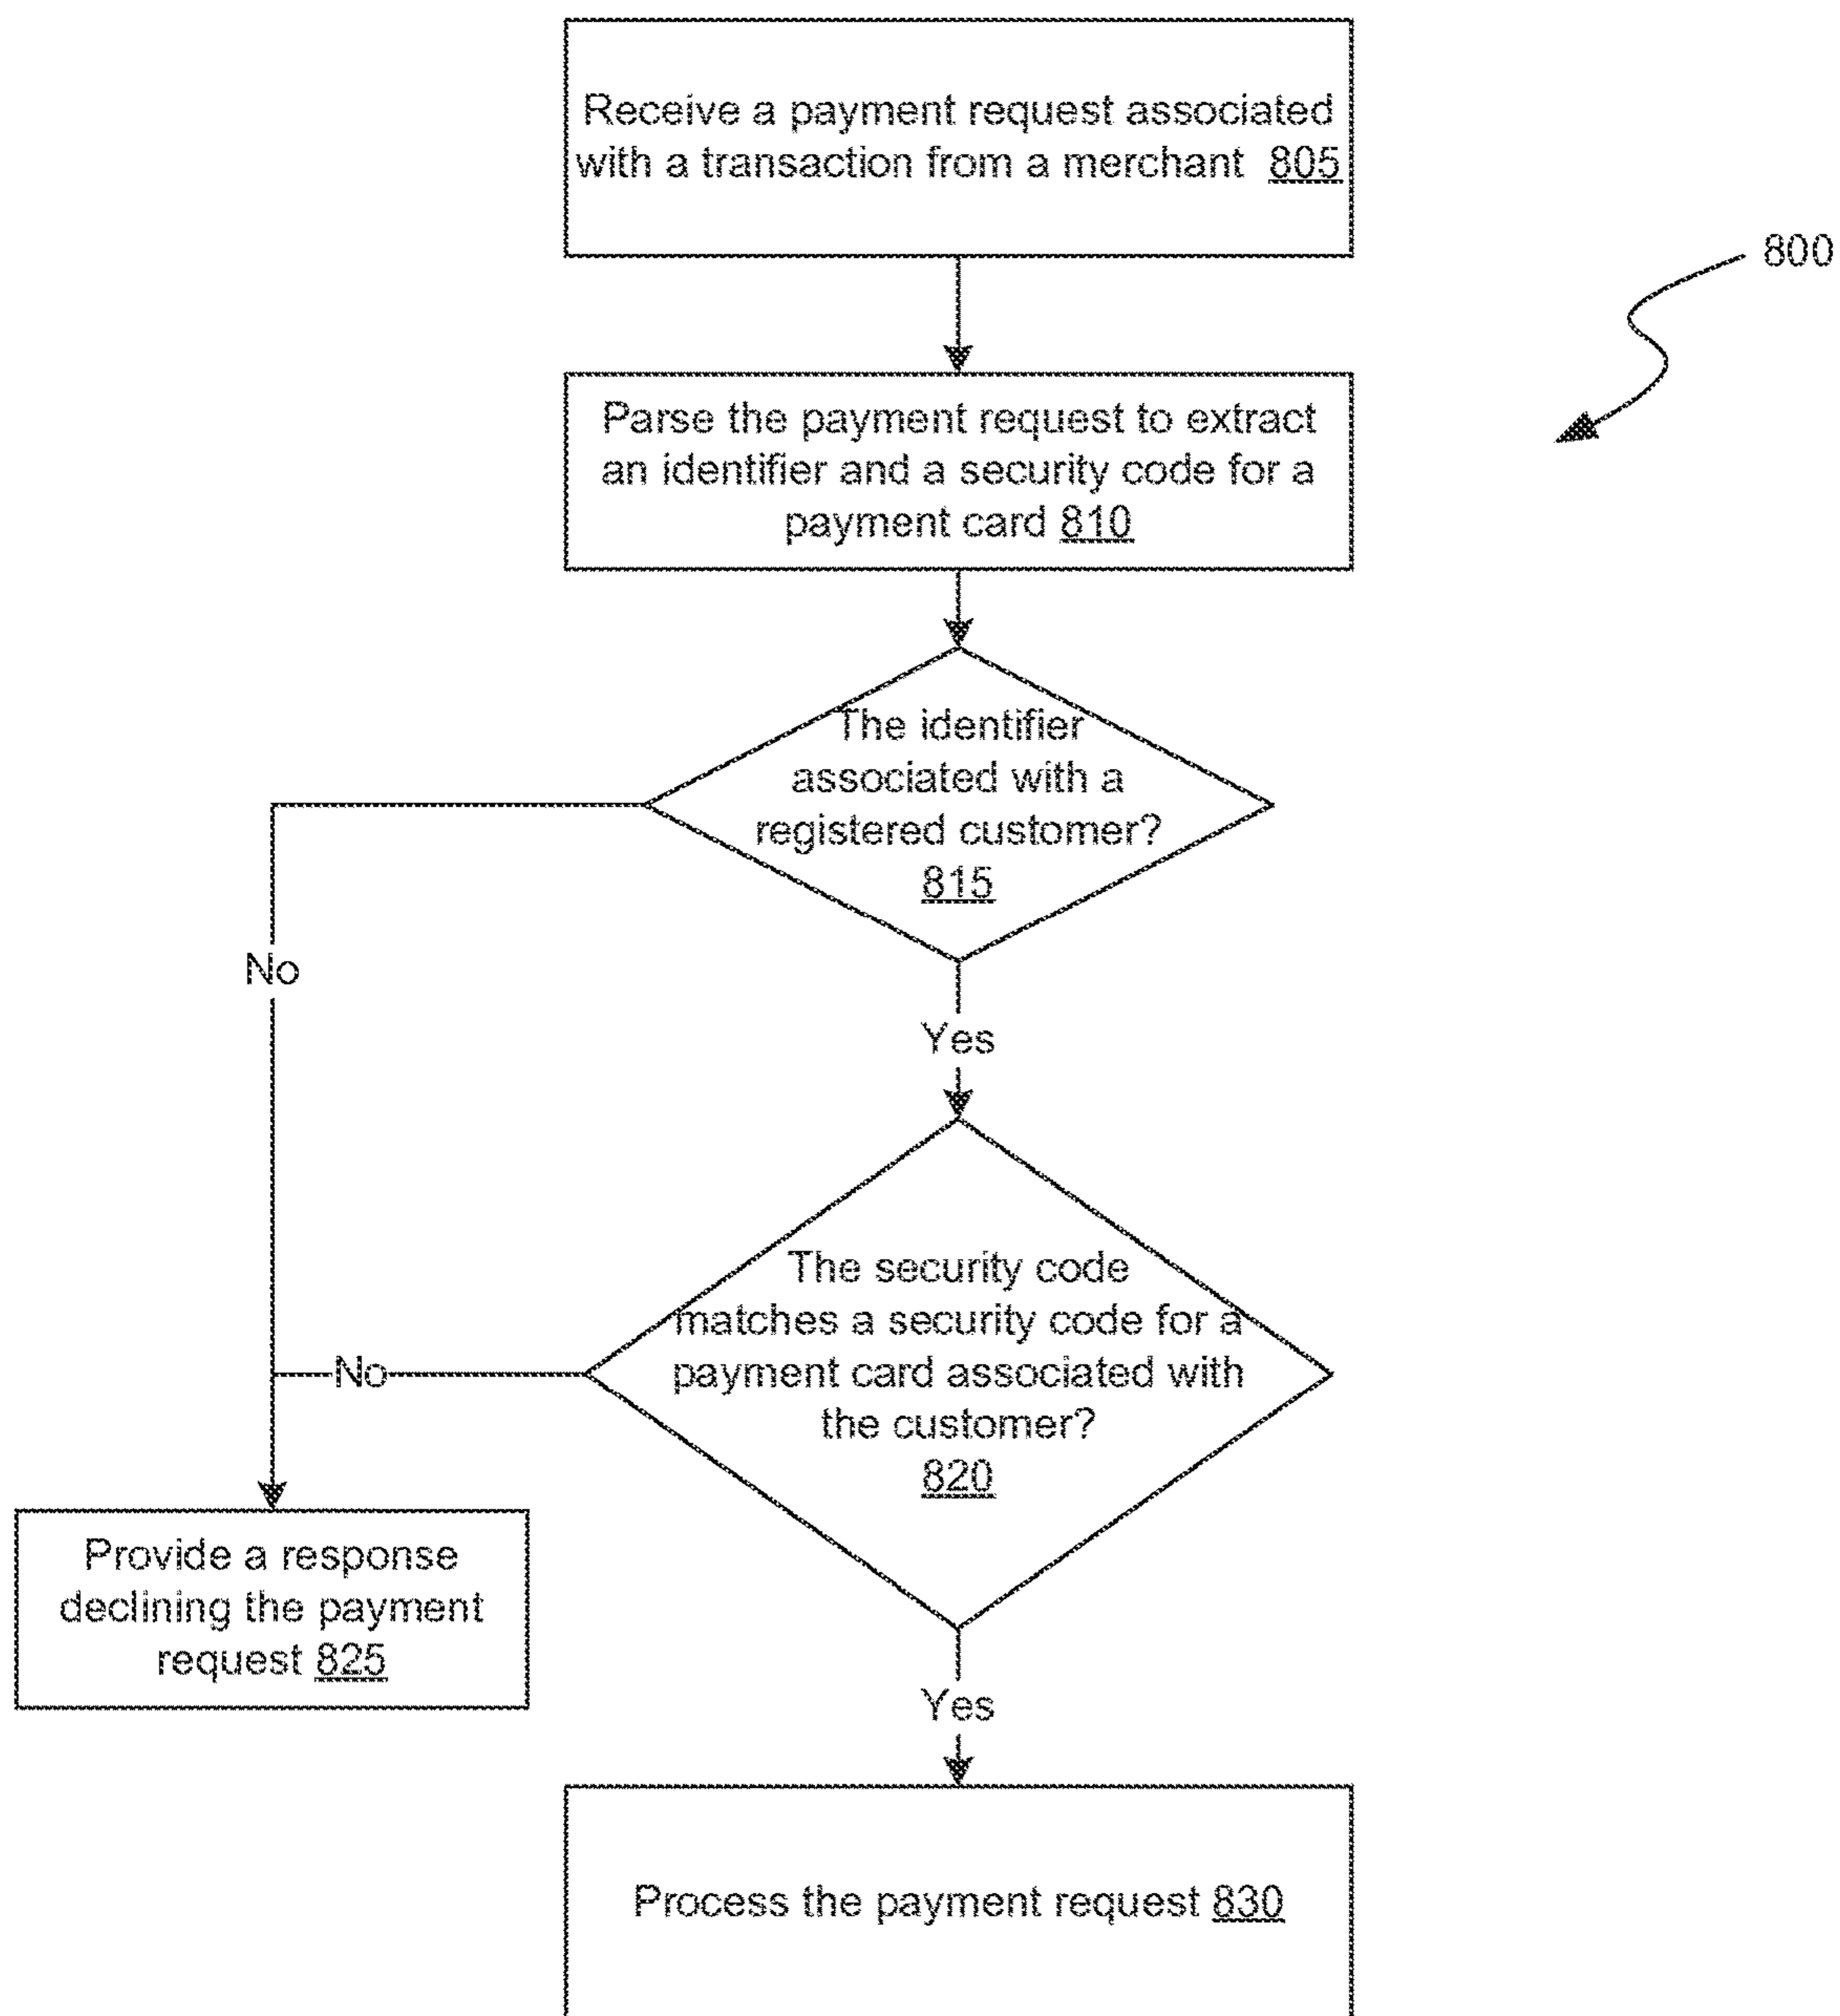 Receive a payment request associated
with a transaction from a merchant 805
800
Parse the payment request to extract
an identifier and a security code for a
payment card 810
The identifier
associated with a
registered customer?
815
No
Yes
The security code
matches a security code for a
payment card associated with
the customer?
820
No
Provide a response
declining the payment
request 825
Yes
Process the payment request 830